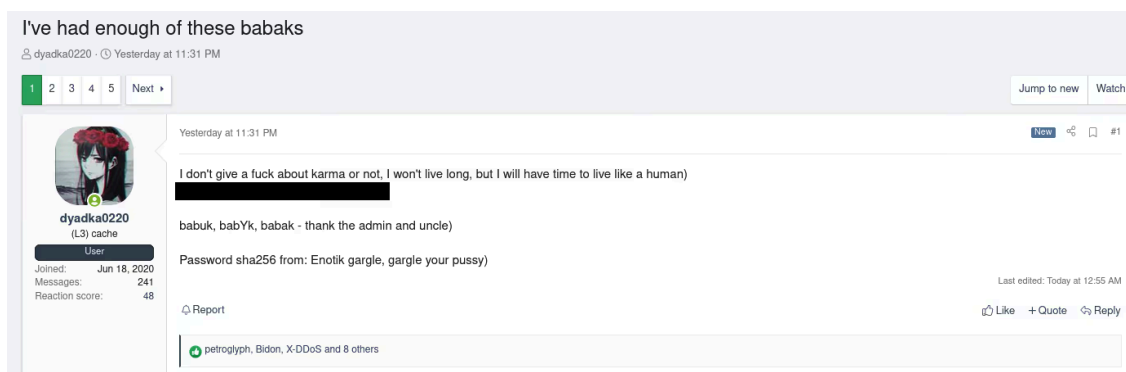 I've had enough of these babaks
dyadka0220 · Yesterday at 11:31 PM
1 2 3 4 5 Next
Jump to new Watch
Yesterday at 11:31 PM
New #1
I don't give a fuck about karma or not, I won't live long, but I will have time to live like a human)
babuk, babYk, babak - thank the admin and uncle)
Password sha256 from: Enotik gargle, gargle your pussy)
dyadka0220
(L3) cache
User
Joined: Jun 18, 2020
Messages: 241
Reaction score: 48
Last edited: Today at 12:55 AM
Report
Like + Quote Reply
petroglyph, Bidon, X-DDoS and 8 others